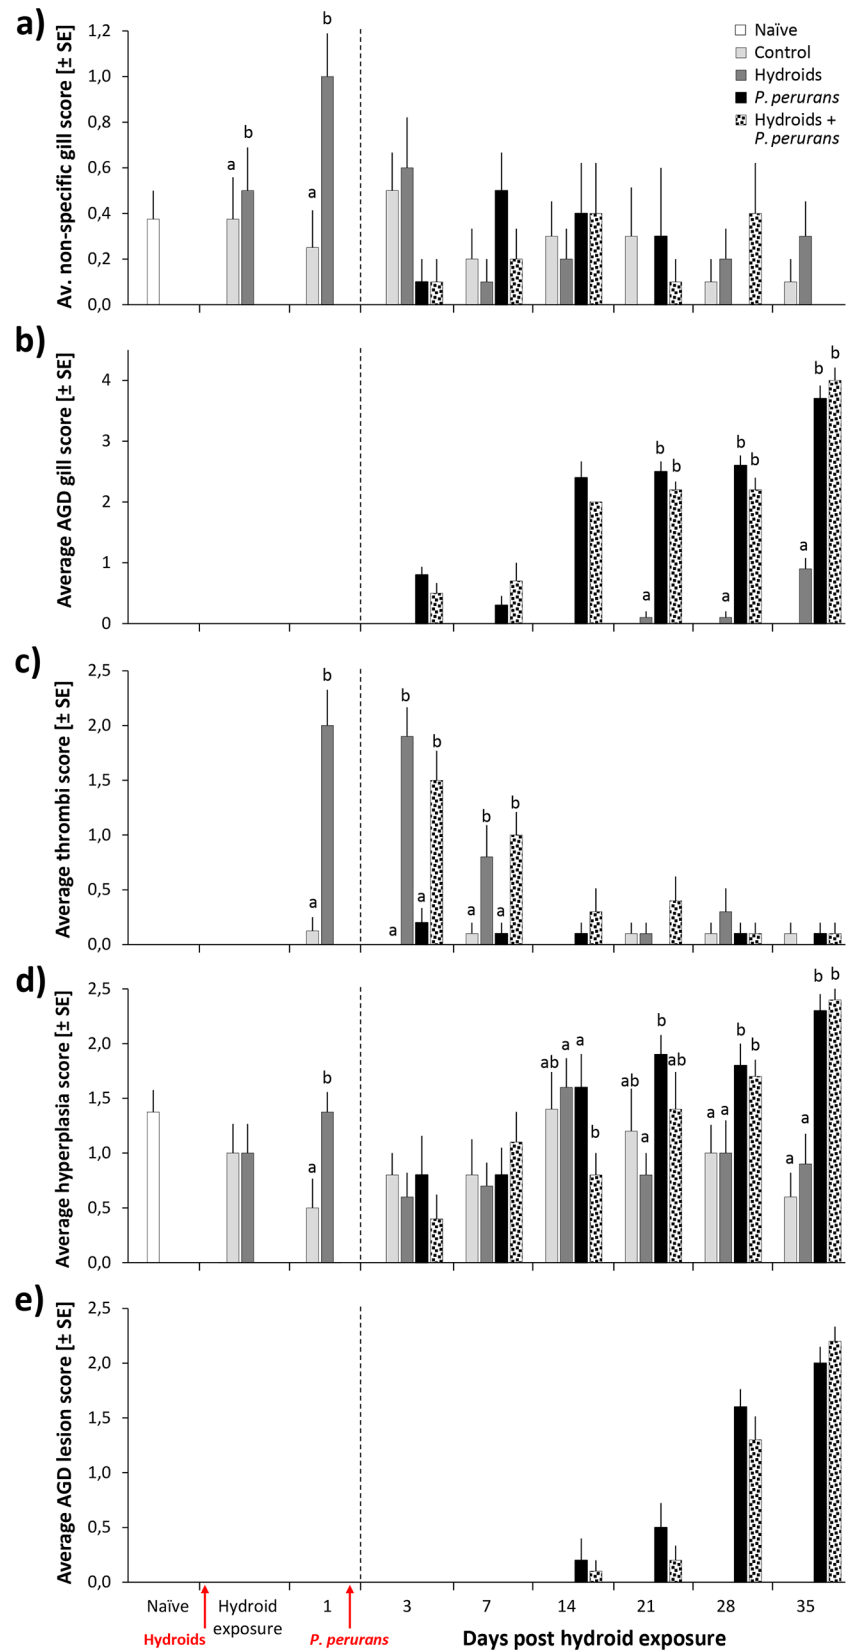 a)
Av. non-specific gill score [± SE]
1,2
1,0
0,8
0,6
0,4
0,2
0,0
a
b
a
b
Naïve
Control
Hydroids
P. perurans
Hydroids +
P. perurans
b)
Average AGD gill score [± SE]
4
3
2
1
0
a
b
b
a
b
b
a
b
b
c)
Average thrombi score [± SE]
2,5
2,0
1,5
1,0
0,5
0,0
a
b
a
b
a
b
a
b
a
b
d)
Average hyperplasia score [± SE]
2,5
2,0
1,5
1,0
0,5
0,0
a
b
ab
a
a
b
ab
a
b
ab
a
a
b
b
a
a
b
b
e)
Average AGD lesion score [± SE]
2,5
2,0
1,5
1,0
0,5
0,0
Naïve
Hydroid
exposure
1
3
7
14
21
28
35
Hydroids
P. perurans
Days post hydroid exposure